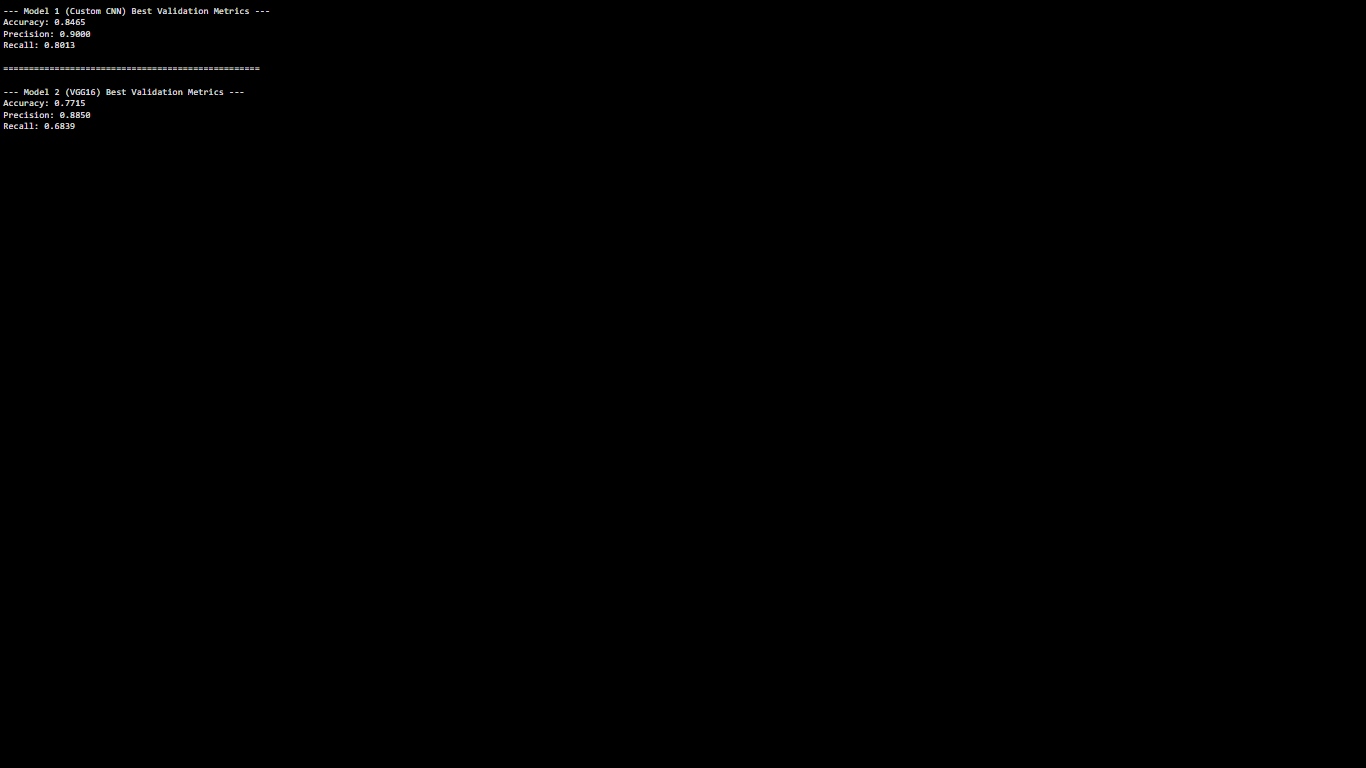 --- Model 1 (Custom CNN) Best Validation Metrics ---
Accuracy: 0.8465
Precision: 0.9000
Recall: 0.8013
==================================================
--- Model 2 (VGG16) Best Validation Metrics ---
Accuracy: 0.7715
Precision: 0.8850
Recall: 0.6839